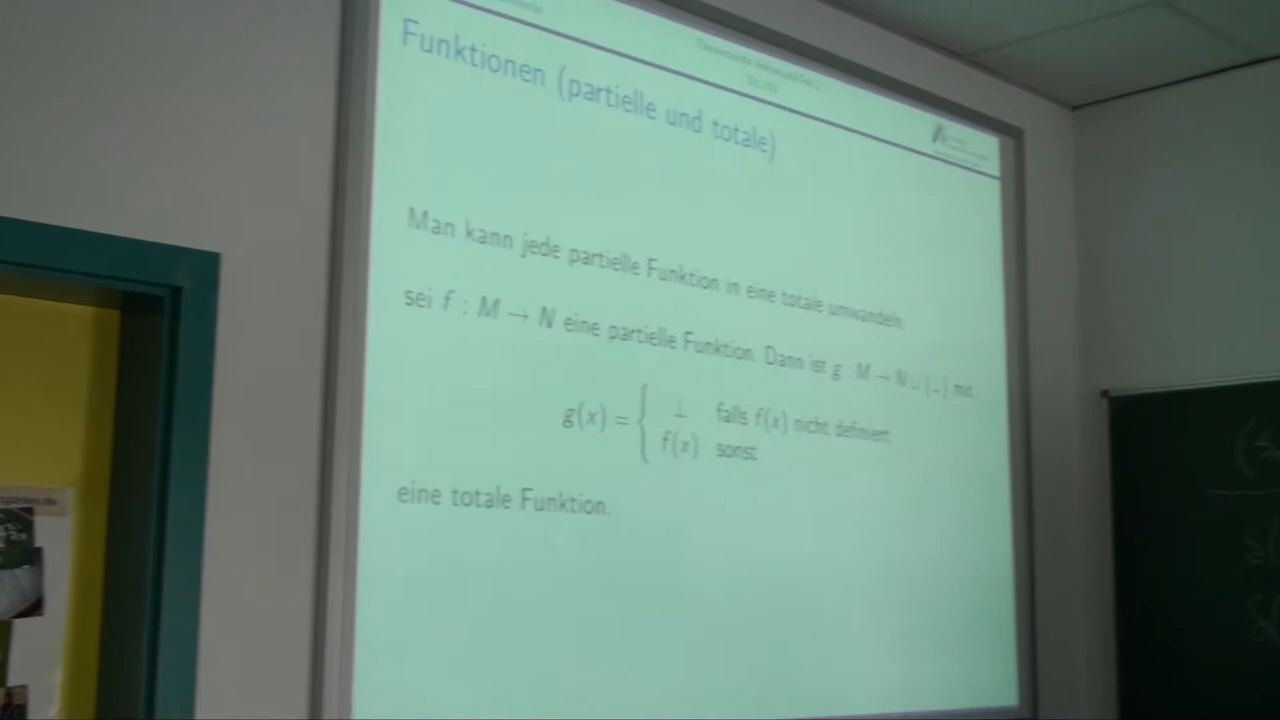 Funktionen (partielle und totale)
Man kann jede partielle Funktion in eine totale umwandeln:
sei f : M → N eine partielle Funktion. Dann ist g : M → N ∪ {⊥} mit
g(x) = { ⊥ falls f(x) nicht definiert
f(x) sonst
eine totale Funktion.